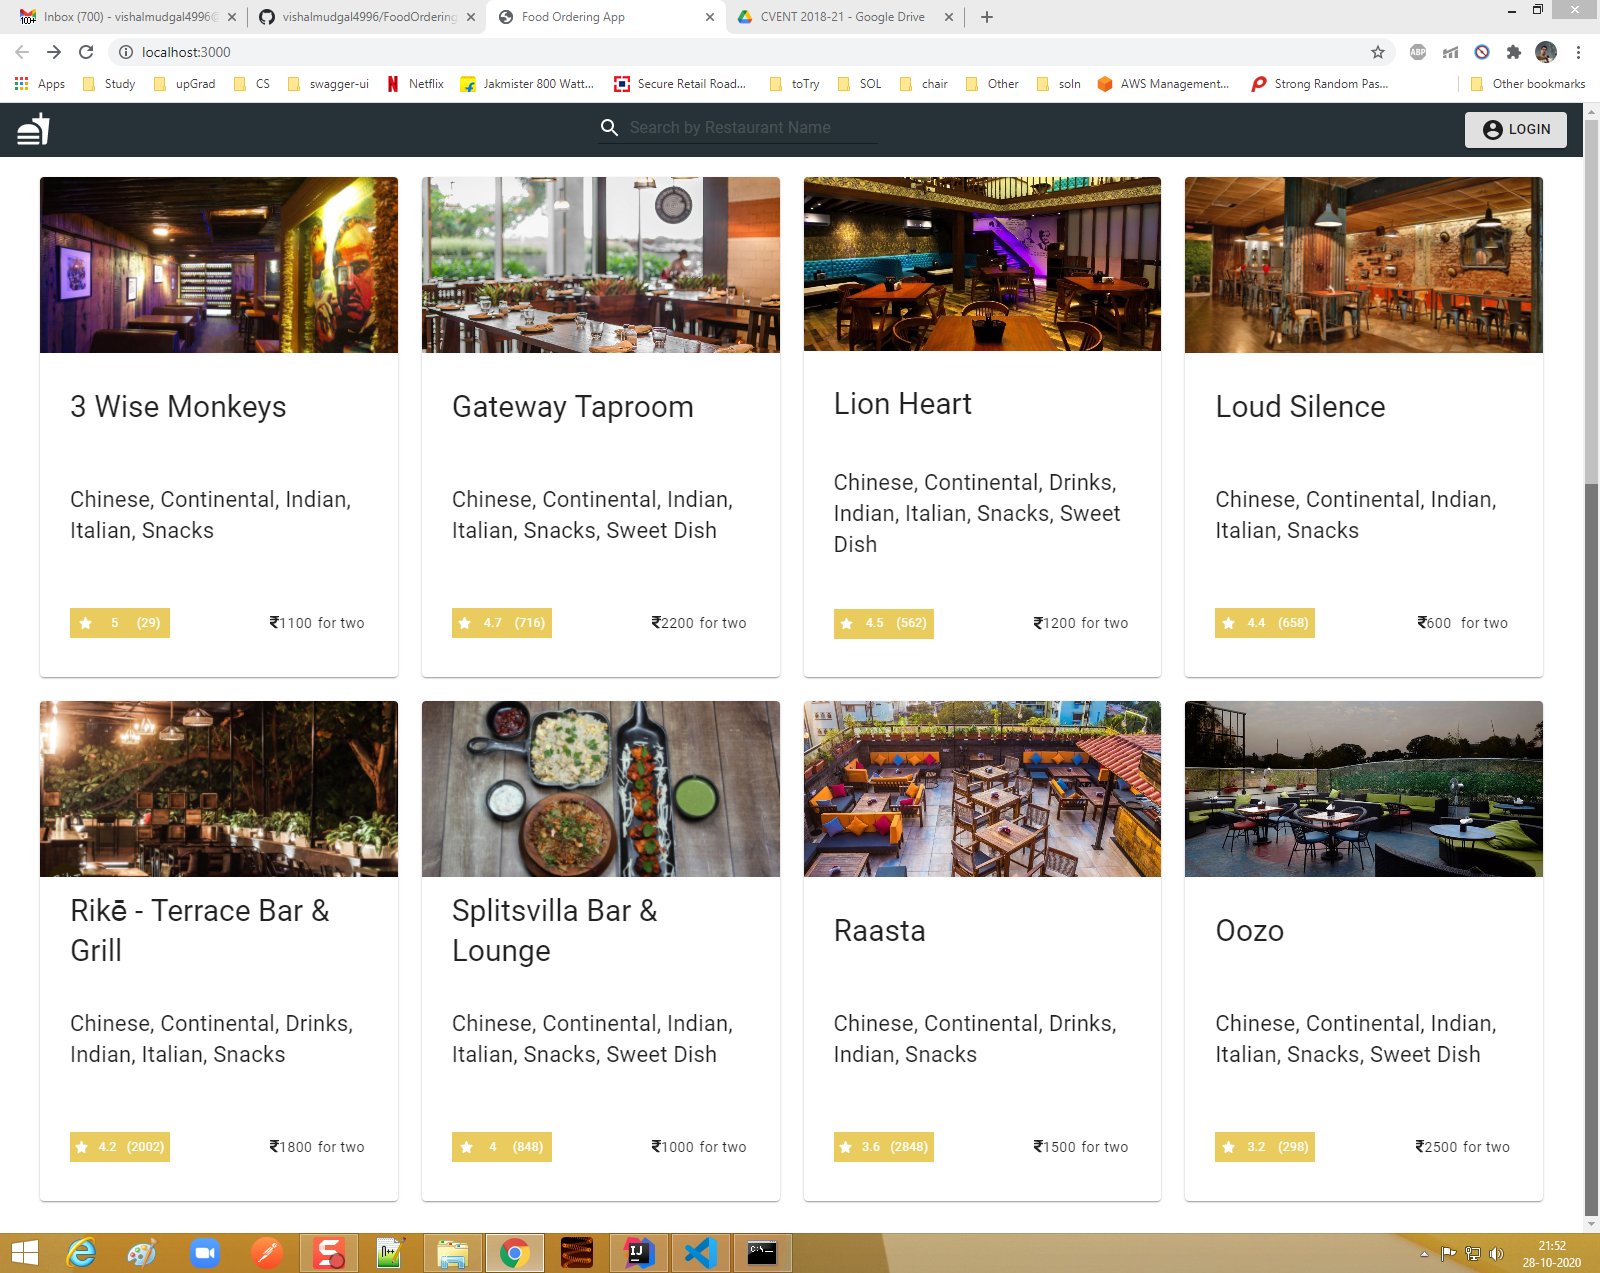 Inbox (700) - vishalmudgal4996@
vishalmudgal4996/FoodOrdering
Food Ordering App
CVENT 2018-21 - Google Drive
localhost:3000
ABP
Apps
Study
upGrad
CS
swagger-ui
Netflix
Jakmister 800 Watt...
Secure Retail Road...
toTry
SOL
chair
Other
soln
AWS Management...
Strong Random Pas...
Other bookmarks
Search by Restaurant Name
LOGIN
3 Wise Monkeys
Chinese, Continental, Indian,
Italian, Snacks
5 (29)
₹1100 for two
Gateway Taproom
Chinese, Continental, Indian,
Italian, Snacks, Sweet Dish
4.7 (716)
₹2200 for two
Lion Heart
Chinese, Continental, Drinks,
Indian, Italian, Snacks, Sweet
Dish
4.5 (562)
₹1200 for two
Loud Silence
Chinese, Continental, Indian,
Italian, Snacks
4.4 (658)
₹600 for two
Rikē - Terrace Bar &
Grill
Chinese, Continental, Drinks,
Indian, Italian, Snacks
4.2 (2002)
₹1800 for two
Splitsvilla Bar &
Lounge
Chinese, Continental, Indian,
Italian, Snacks, Sweet Dish
4 (848)
₹1000 for two
Raasta
Chinese, Continental, Drinks,
Indian, Snacks
3.6 (2848)
₹1500 for two
Oozo
Chinese, Continental, Indian,
Italian, Snacks, Sweet Dish
3.2 (298)
₹2500 for two
21:52
28-10-2020